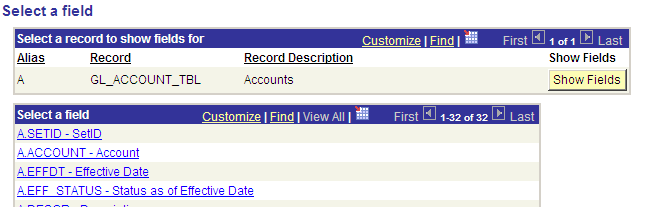 Select a field
Select a record to show fields for Customize | Find | First 1 of 1 Last
Alias Record Record Description Show Fields
A GL_ACCOUNT_TBL Accounts Show Fields
Select a field Customize | Find | View All | First 1-32 of 32 Last
A.SETID - SetID
A.ACCOUNT - Account
A.EFFDT - Effective Date
A.EFF_STATUS - Status as of Effective Date